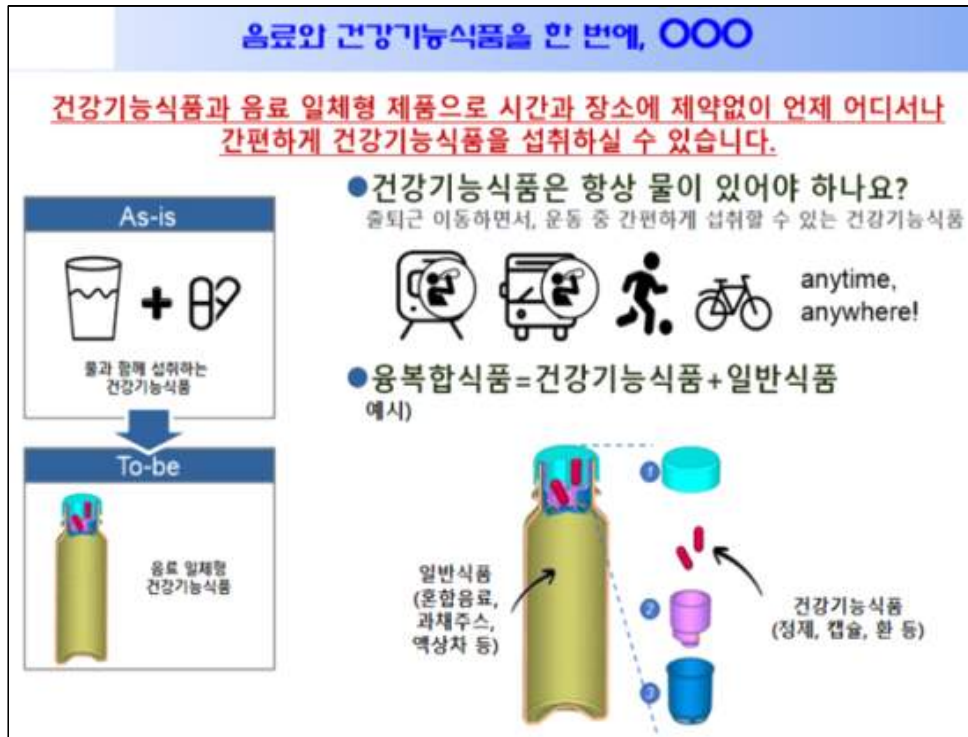 음료와 건강기능식품을 한 번에, OOO
건강기능식품과 음료 일체형 제품으로 시간과 장소에 제약없이 언제 어디서나
간편하게 건강기능식품을 섭취하실 수 있습니다.
As-is
물과 함께 섭취하는
건강기능식품
To-be
음료 일체형
건강기능식품
건강기능식품은 항상 물이 있어야 하나요?
출퇴근 이동하면서, 운동 중 간편하게 섭취할 수 있는 건강기능식품
anytime,
anywhere!
융복합식품=건강기능식품+일반식품
예시)
일반식품
(혼합음료,
과채주스,
액상차 등)
1
2
3
건강기능식품
(정제, 캡슐, 환 등)